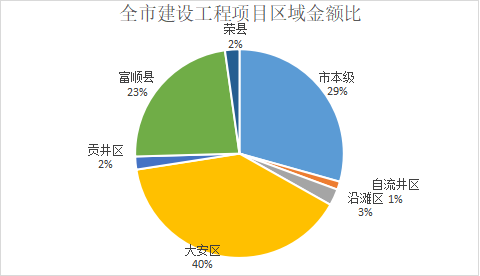 全市建设工程项目区域金额比
荣县
2%
市本级
29%
富顺县
23%
贡井区
2%
自流井区
1%
沿滩区
3%
大安区
40%